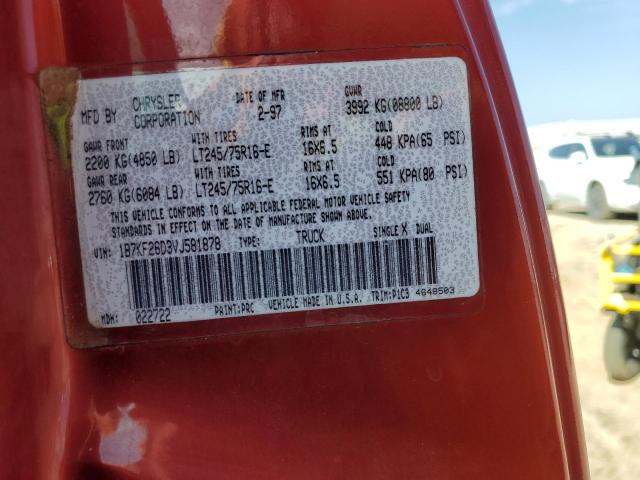 MFD BY CHRYSLER CORPORATION DATE OF MFR 2-97 GVWR 3992 KG(08800 LB)
GAWR FRONT WITH TIRES RIMS COLD
2200 KG(4850 LB) LT245/75R16-E 16X6.5 448 KPA(65 PSI)
GAWR REAR WITH TIRES RIMS COLD
2760 KG(6084 LB) LT245/75R16-E 16X6.5 551 KPA(80 PSI)
THIS VEHICLE CONFORMS TO ALL APPLICABLE FEDERAL MOTOR VEHICLE SAFETY
STANDARDS IN EFFECT ON THE DATE OF MANUFACTURE SHOWN ABOVE.
VIN: 1B7KF26D3VJ581878 TYPE: TRUCK SINGLE X DUAL
MDH: 022722 PAINT:PRC VEHICLE MADE IN U.S.A. TRIM:P1C3 4648503